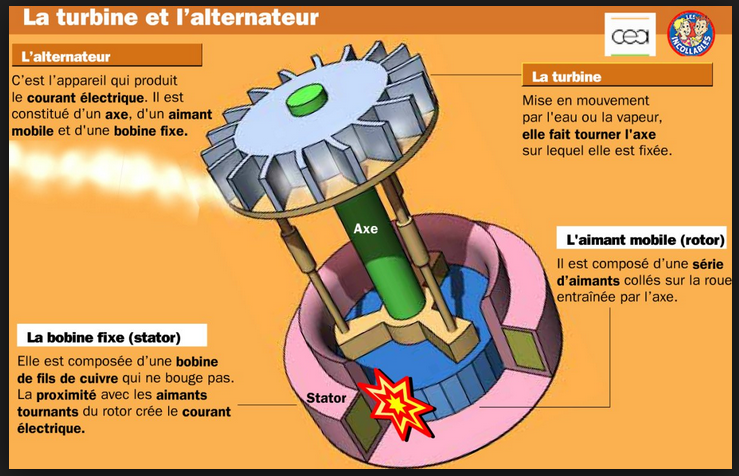 La turbine et l'alternateur
cea
LES
INCOLLABLES
L'alternateur
C'est l'appareil qui produit
le courant électrique. Il est
constitué d'un axe, d'un aimant
mobile et d'une bobine fixe.
La turbine
Mise en mouvement
par l'eau ou la vapeur,
elle fait tourner l'axe
sur lequel elle est fixée.
Axe
L'aimant mobile (rotor)
Il est composé d'une série
d'aimants collés sur la roue
entraînée par l'axe.
La bobine fixe (stator)
Elle est composée d'une bobine
de fils de cuivre qui ne bouge pas.
La proximité avec les aimants
tournants du rotor crée le courant
électrique.
Stator